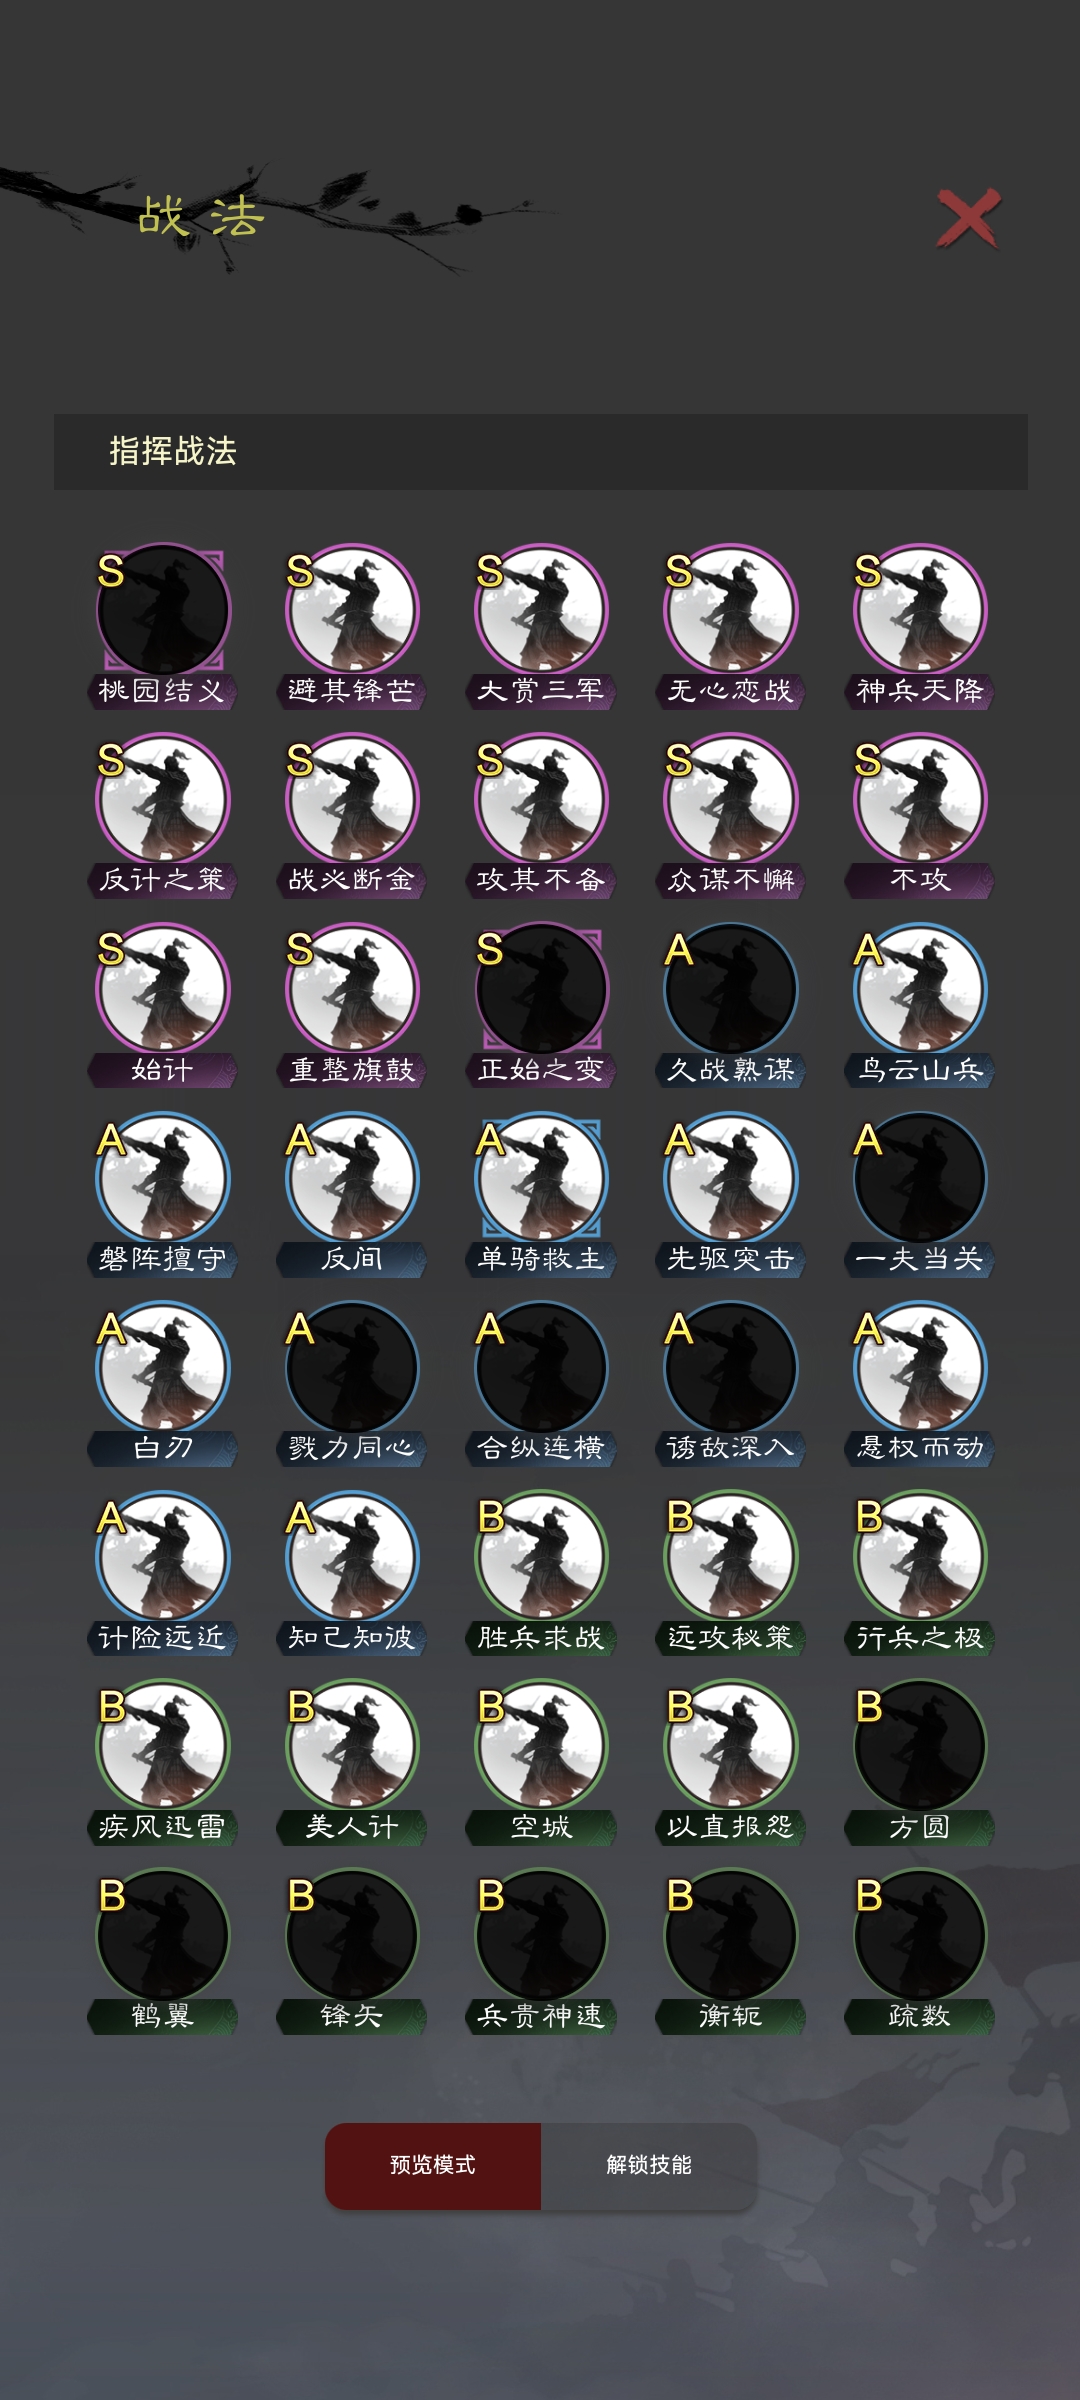 战法
指挥战法
S S S S S
桃园结义 避其锋芒 大赏三军 无心恋战 神兵天降
S S S S S
反计之策 战必断金 攻其不备 众谋不懈 不攻
S S S A A
始计 重整旗鼓 正始之变 久战熟谋 鸟云山兵
A A A A A
磐阵擅守 反间 单骑救主 先驱突击 一夫当关
A A A A A
白刃 戮力同心 合纵连横 诱敌深入 悬权而动
A A B B B
计险远近 知己知彼 胜兵求战 远攻秘策 行兵之极
B B B B B
疾风迅雷 美人计 空城 以直报怨 方圆
B B B B B
鹤翼 锋矢 兵贵神速 衡轭 疏数
预览模式 解锁技能